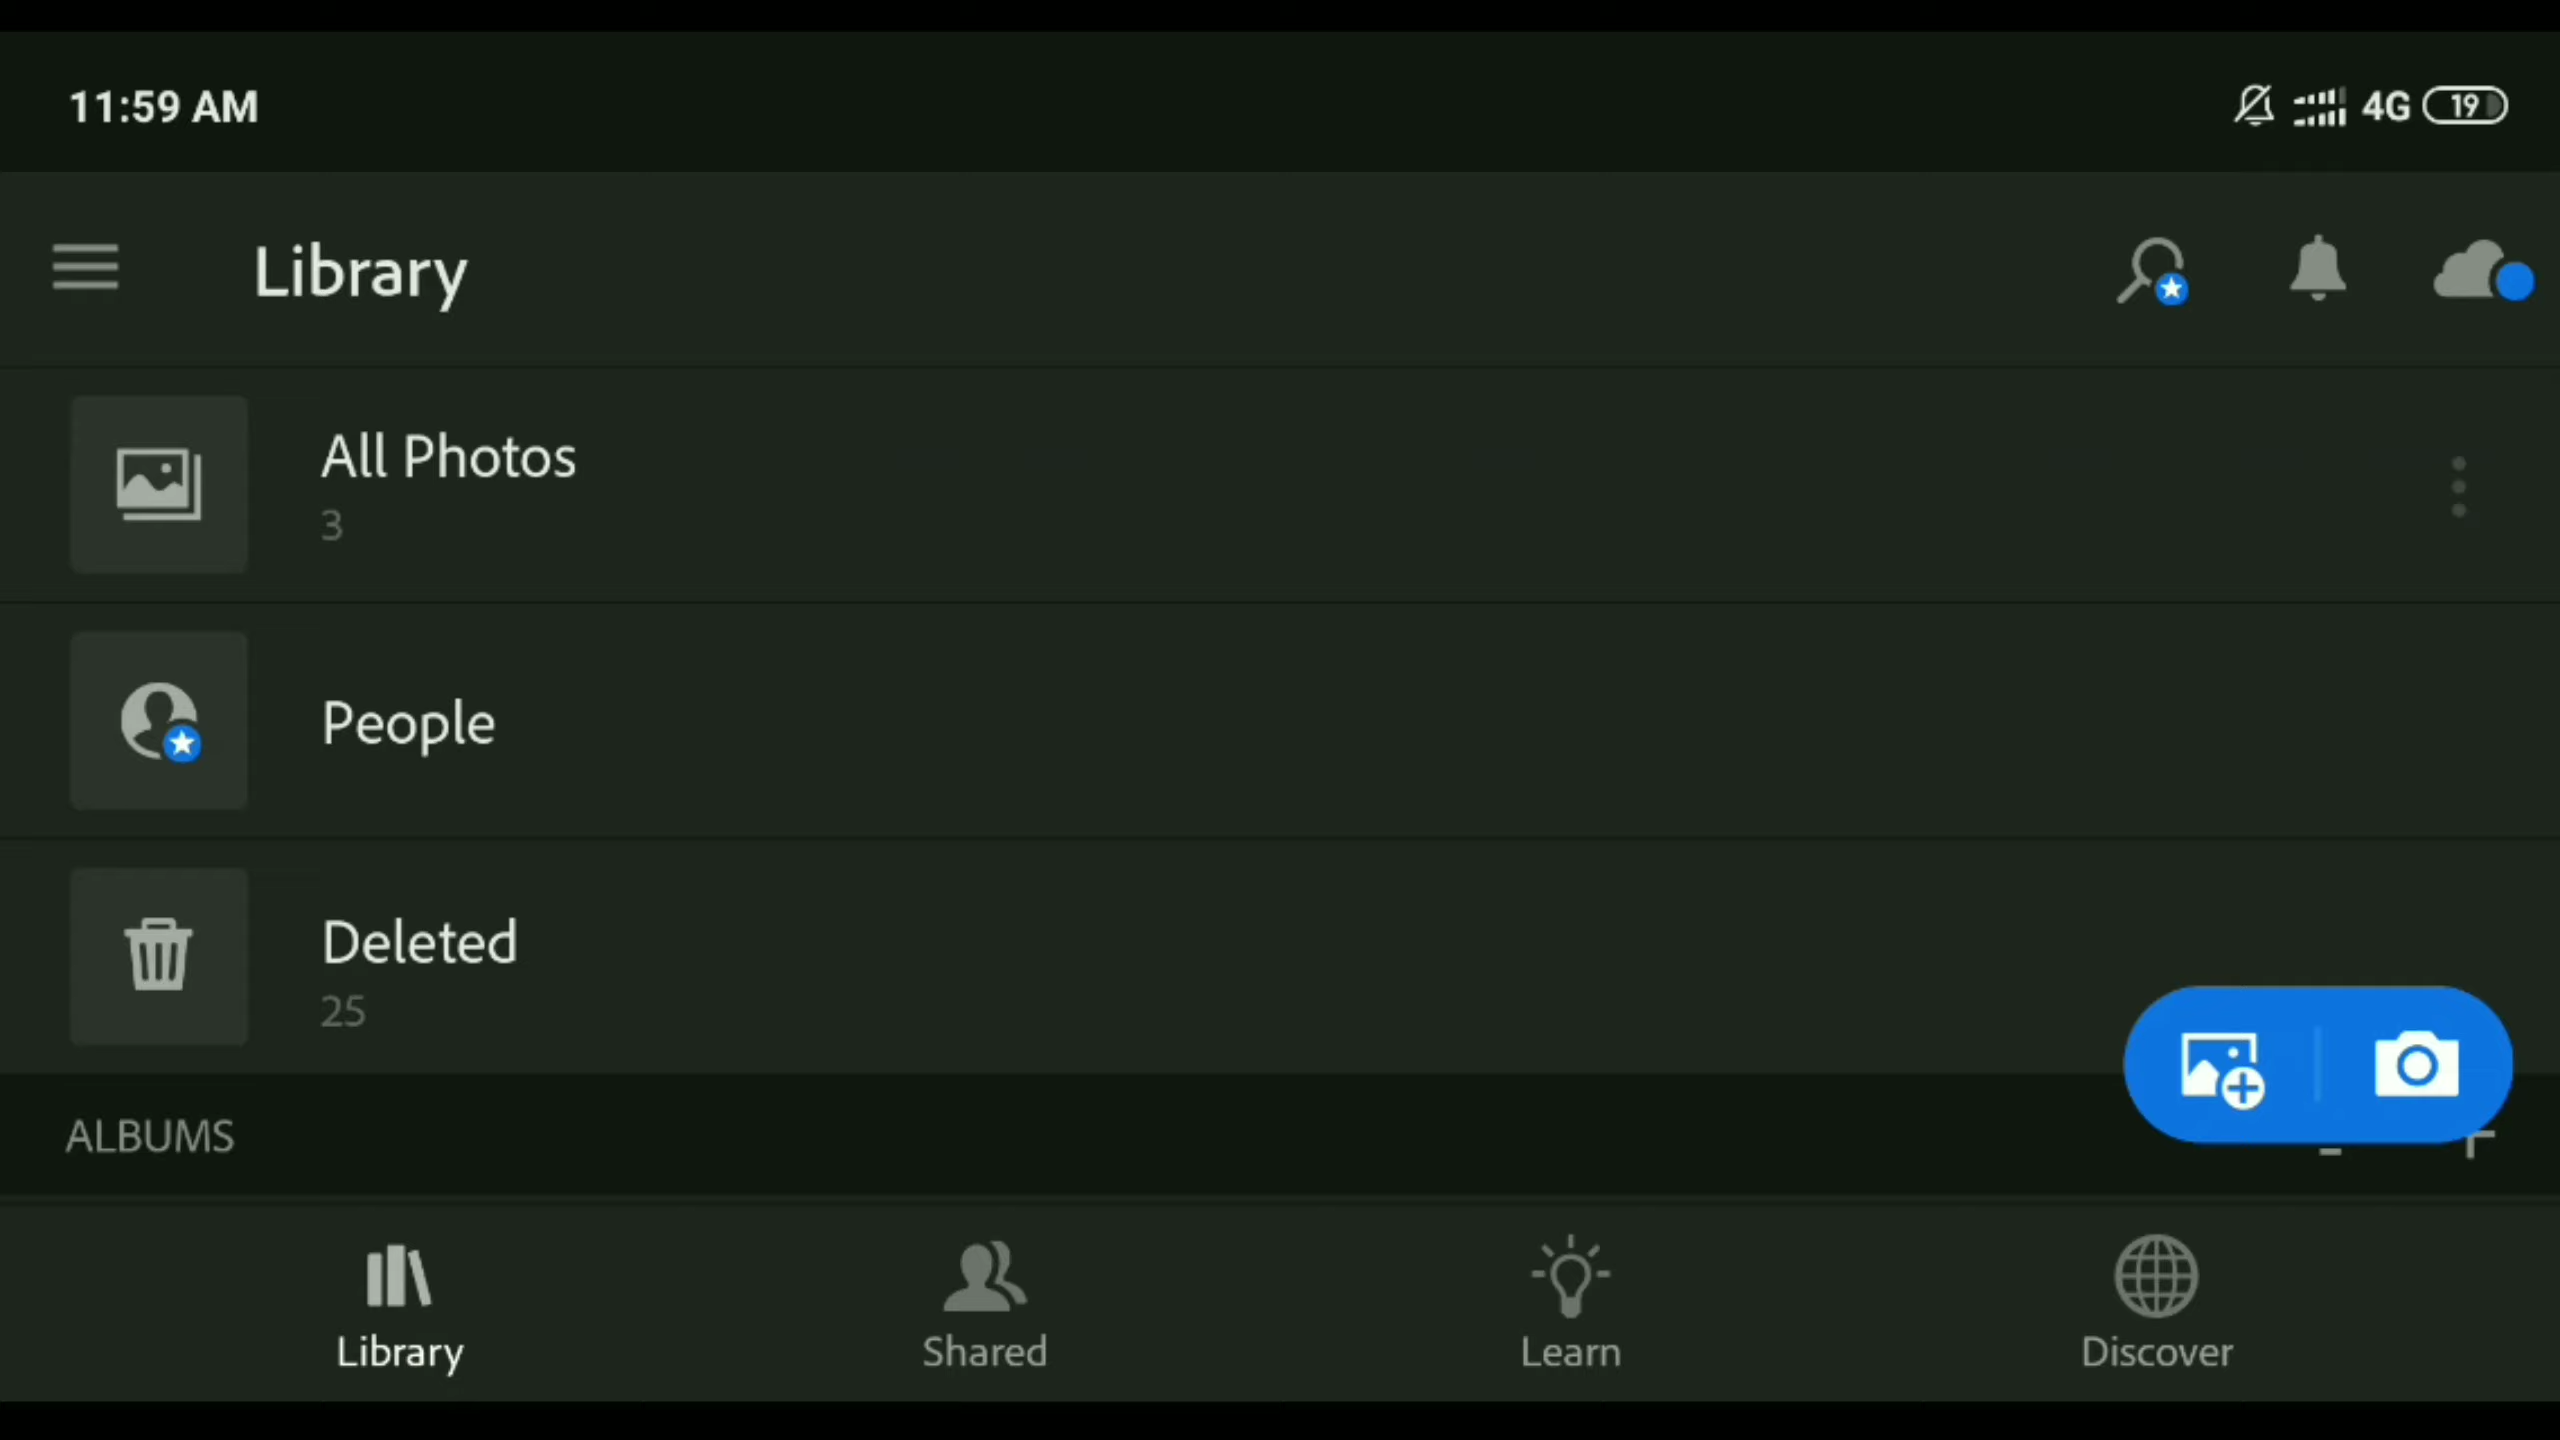 11:59 AM
4G 19
Library
All Photos
3
People
Deleted
25
ALBUMS
Library
Shared
Learn
Discover